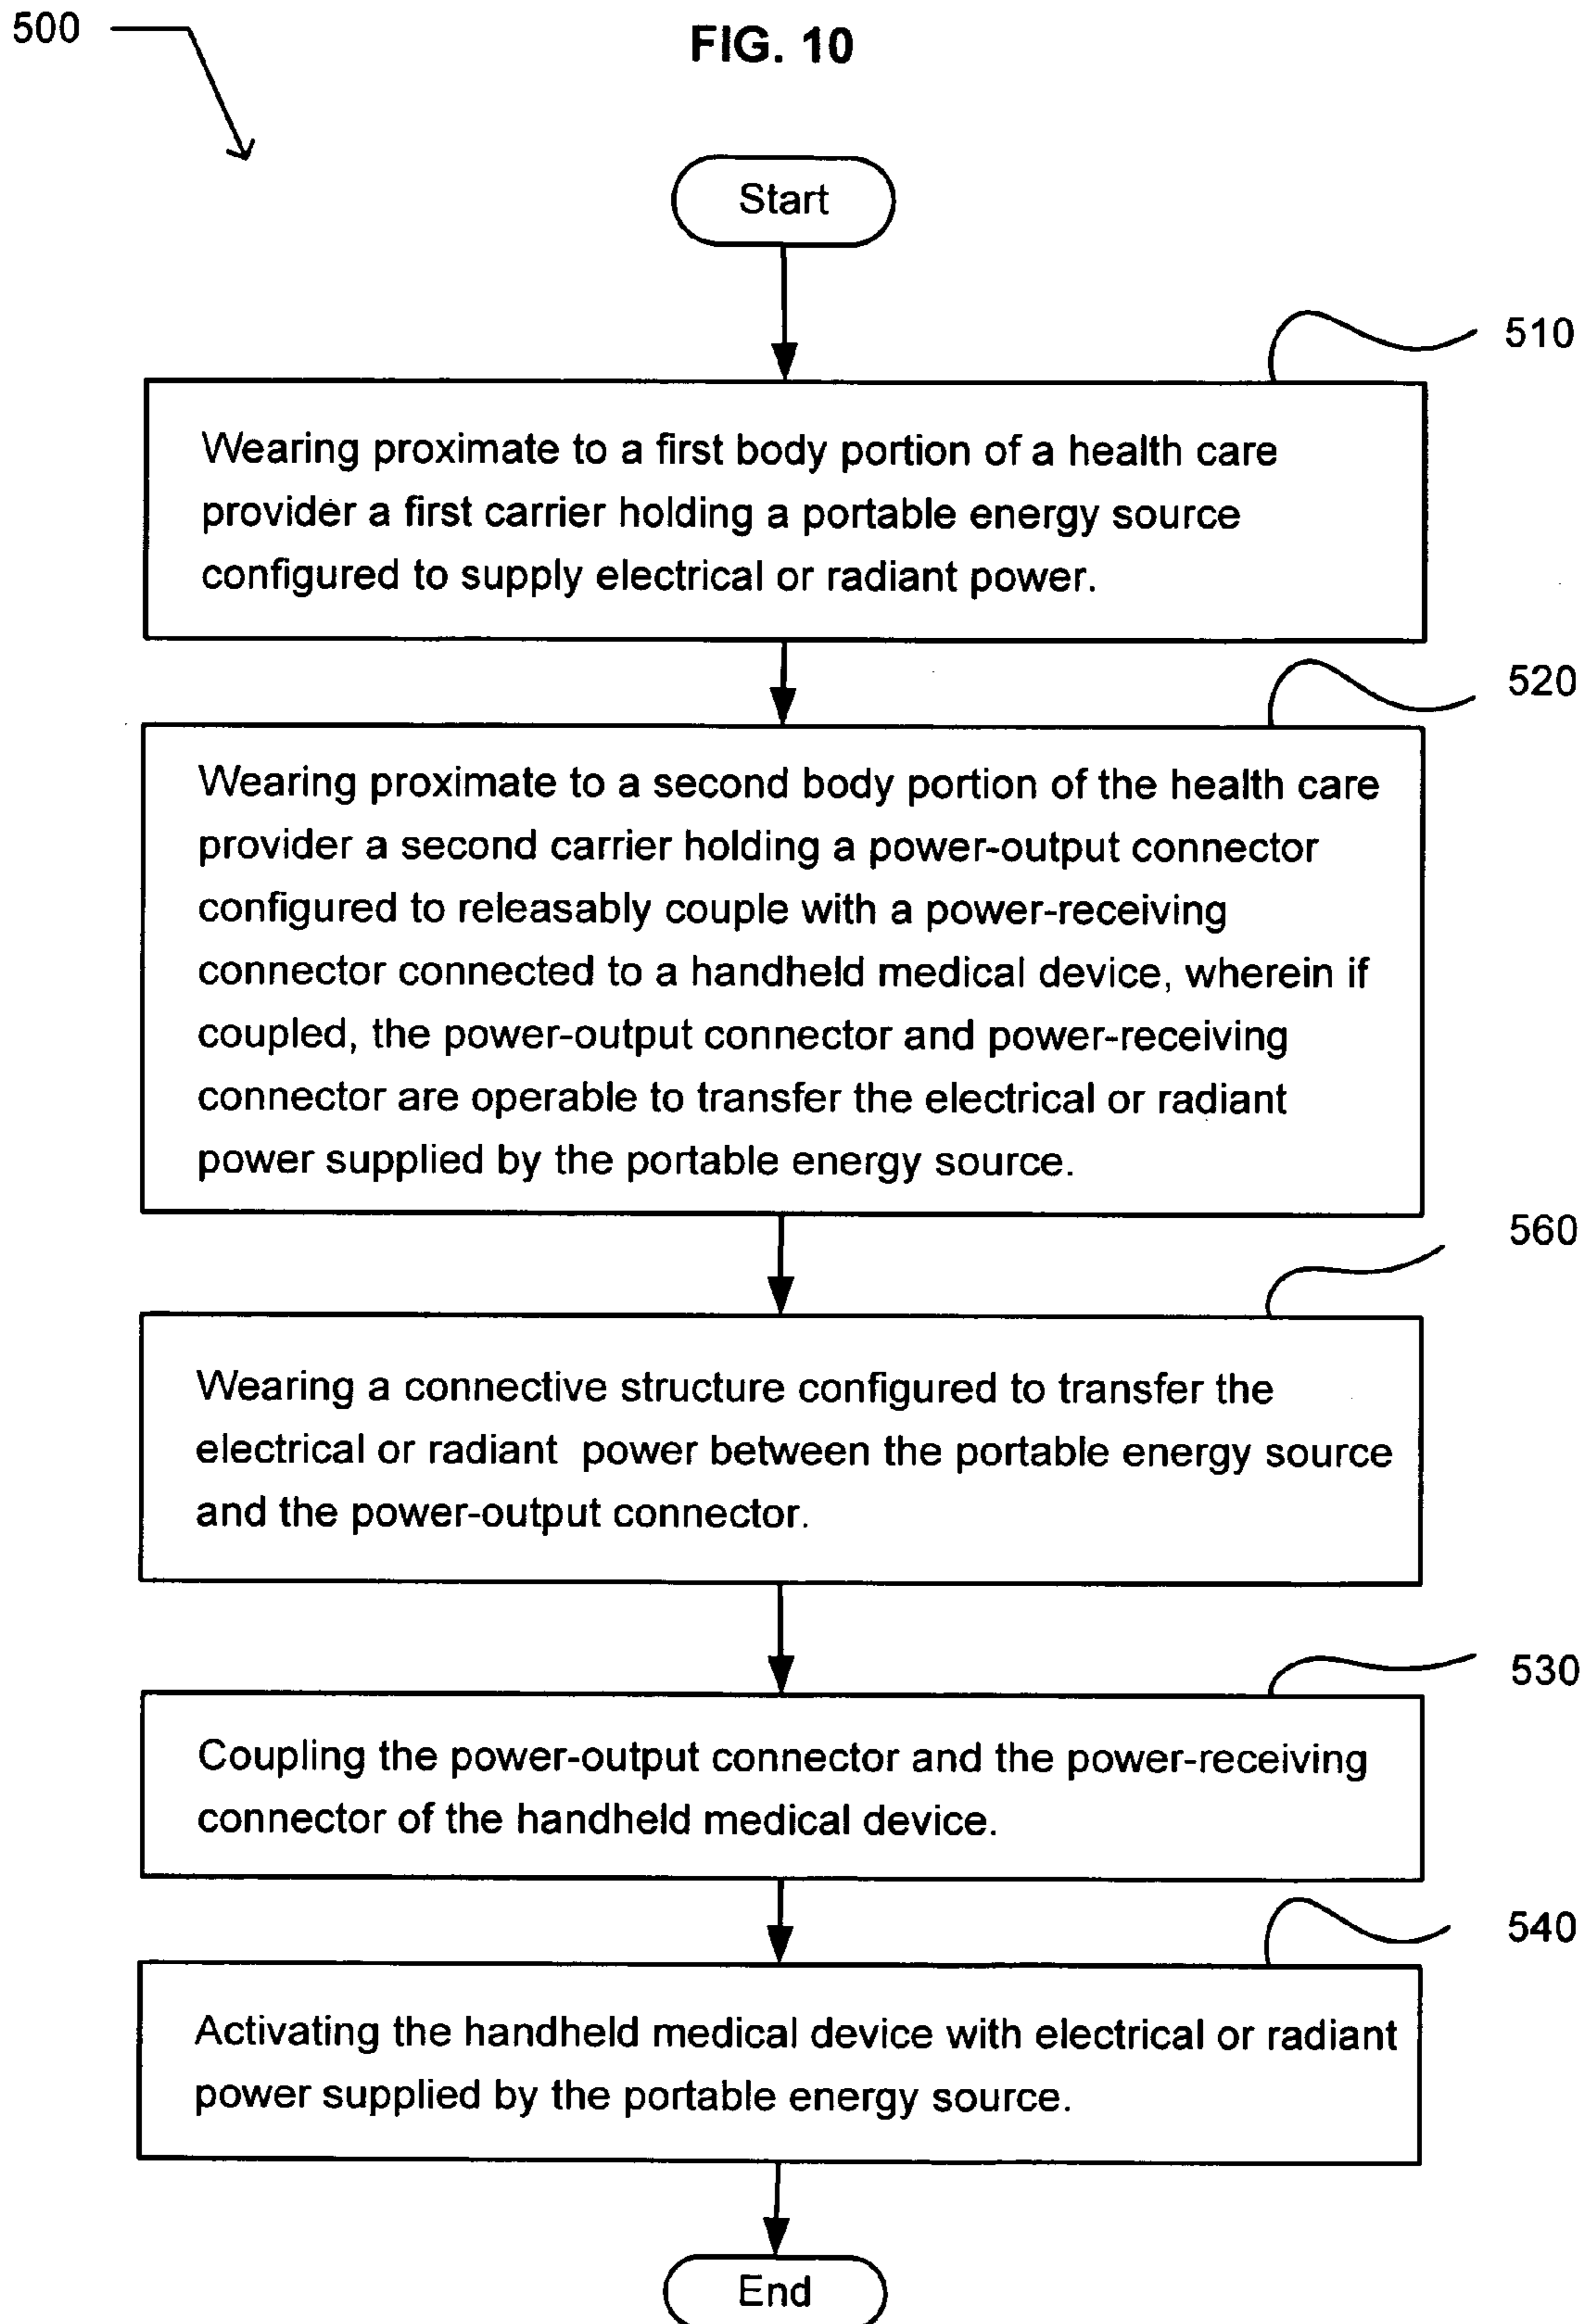 500
FIG. 10
Start
510
Wearing proximate to a first body portion of a health care
provider a first carrier holding a portable energy source
configured to supply electrical or radiant power.
520
Wearing proximate to a second body portion of the health care
provider a second carrier holding a power-output connector
configured to releasably couple with a power-receiving
connector connected to a handheld medical device, wherein if
coupled, the power-output connector and power-receiving
connector are operable to transfer the electrical or radiant
power supplied by the portable energy source.
560
Wearing a connective structure configured to transfer the
electrical or radiant power between the portable energy source
and the power-output connector.
530
Coupling the power-output connector and the power-receiving
connector of the handheld medical device.
540
Activating the handheld medical device with electrical or radiant
power supplied by the portable energy source.
End